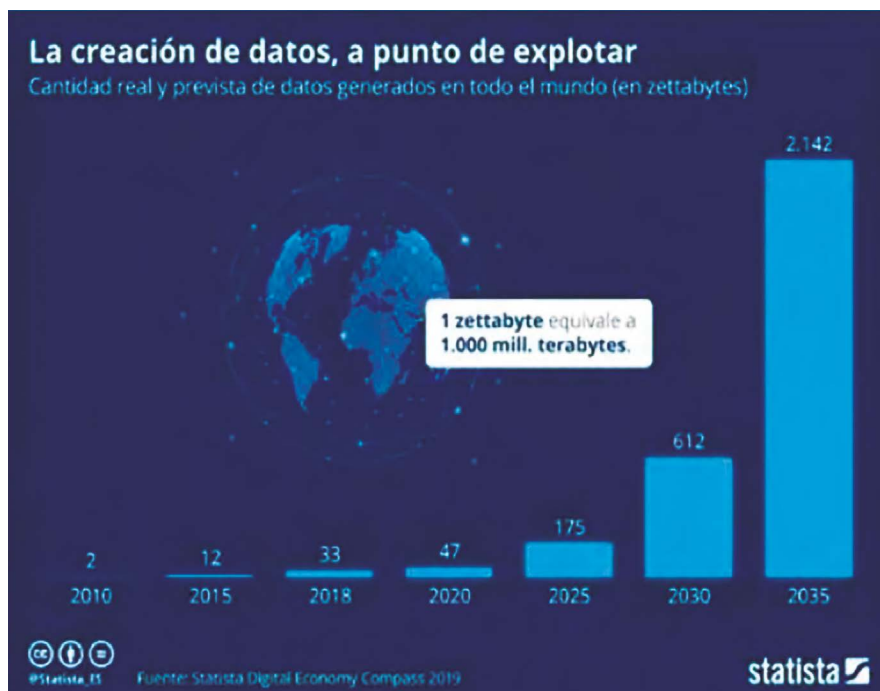 La creación de datos, a punto de explotar
Cantidad real y prevista de datos generados en todo el mundo (en zettabytes)
2.142
1 zettabyte equivale a
1.000 mill. terabytes.
612
175
47
33
12
2
2010
2015
2018
2020
2025
2030
2035
@Statista_ES
Fuente: Statista Digital Economy Compass 2019
statista